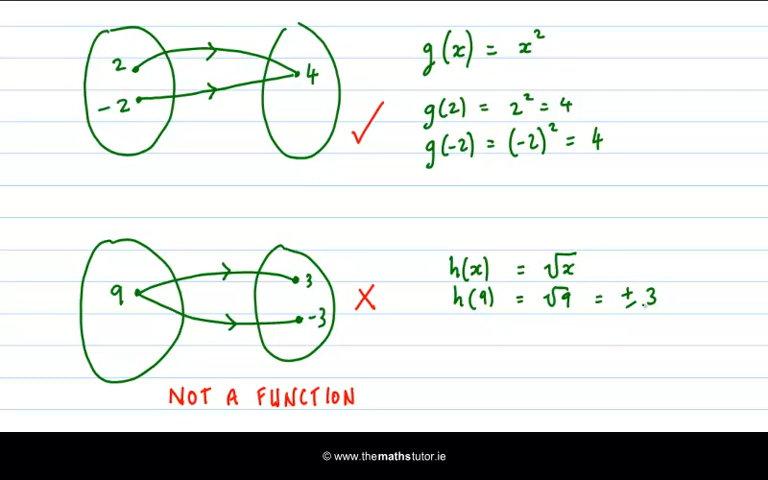 2
-2
4
g(x) = x²
g(2) = 2² = 4
g(-2) = (-2)² = 4
9
3
-3
h(x) = √x
h(9) = √9 = ±3
NOT A FUNCTION
© www.themathstutor.ie